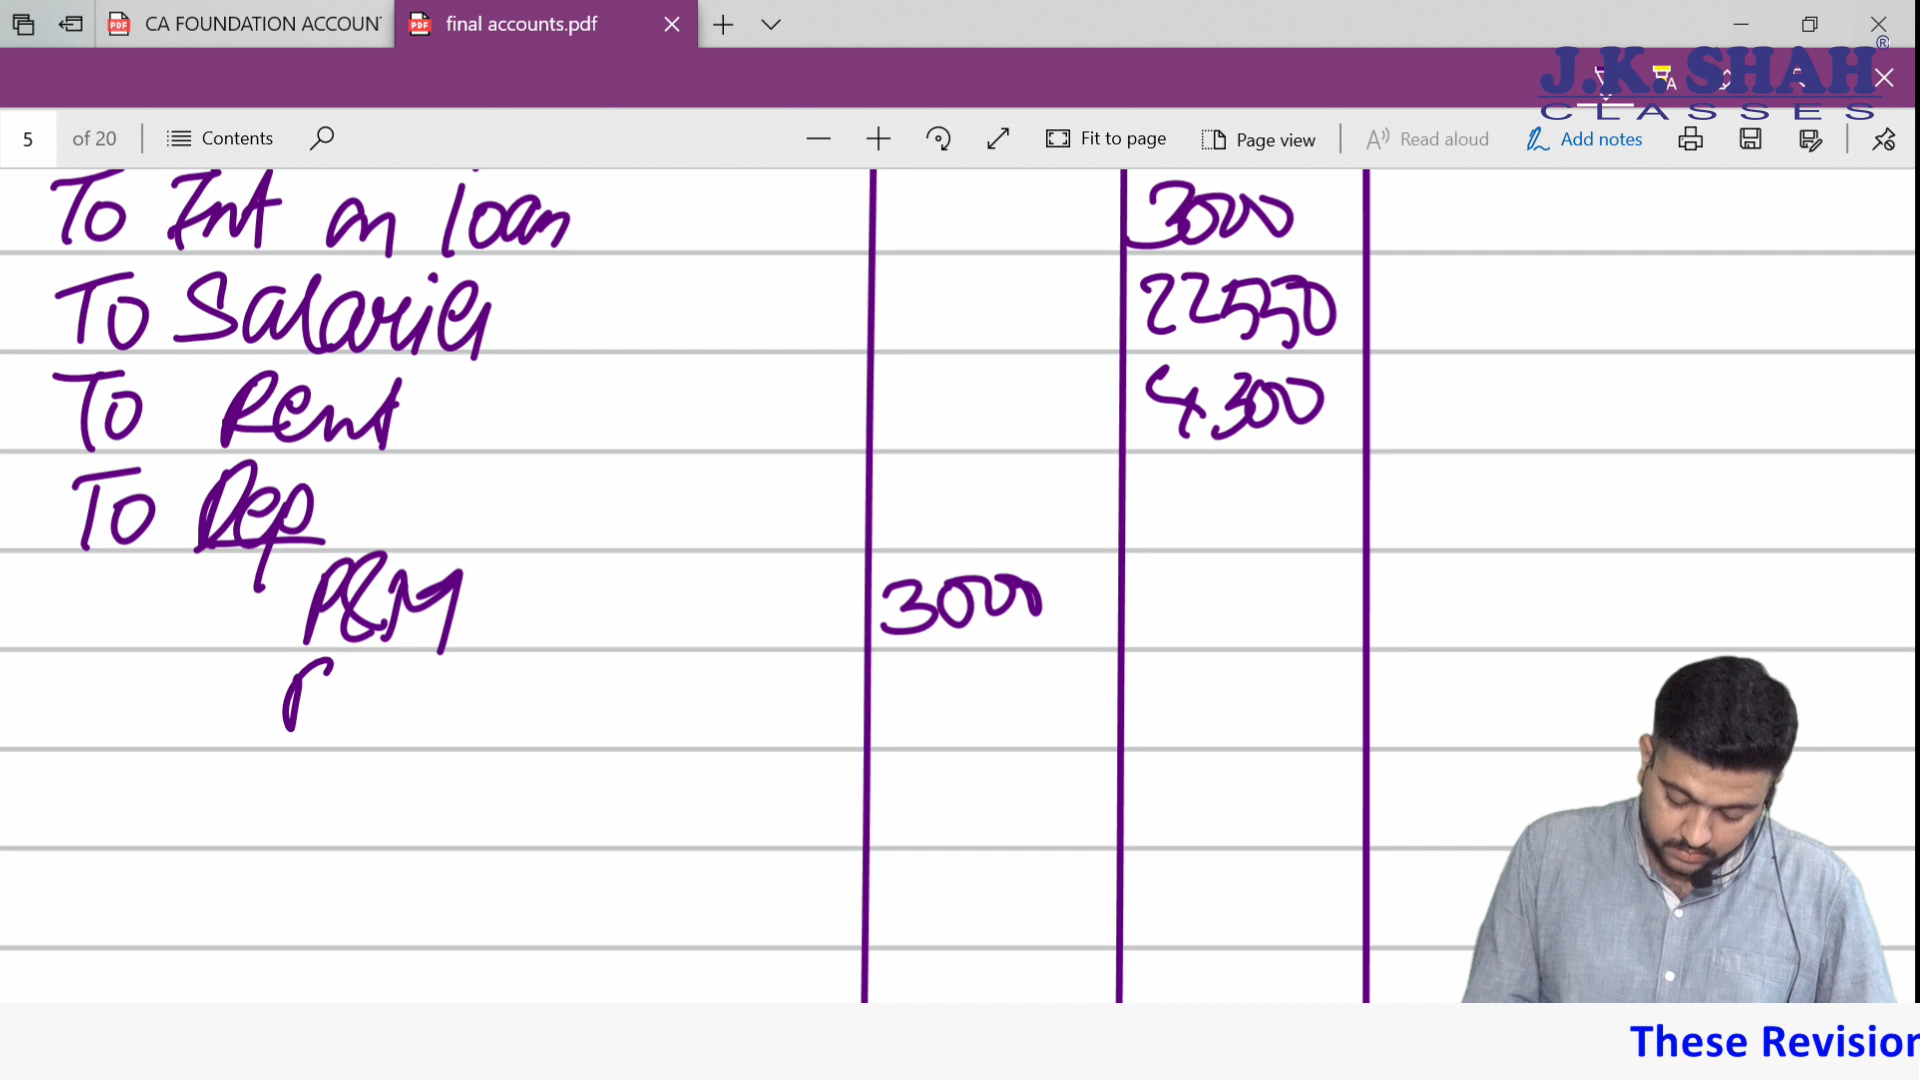 CA FOUNDATION ACCOUN
final accounts.pdf
J.K. SHAH ®
CLASSES
5 of 20 Contents Fit to page Page view Read aloud Add notes
To Int on loan 3000
To Salaries 22550
To Rent 4300
To Dep
P&M 3000
These Revision